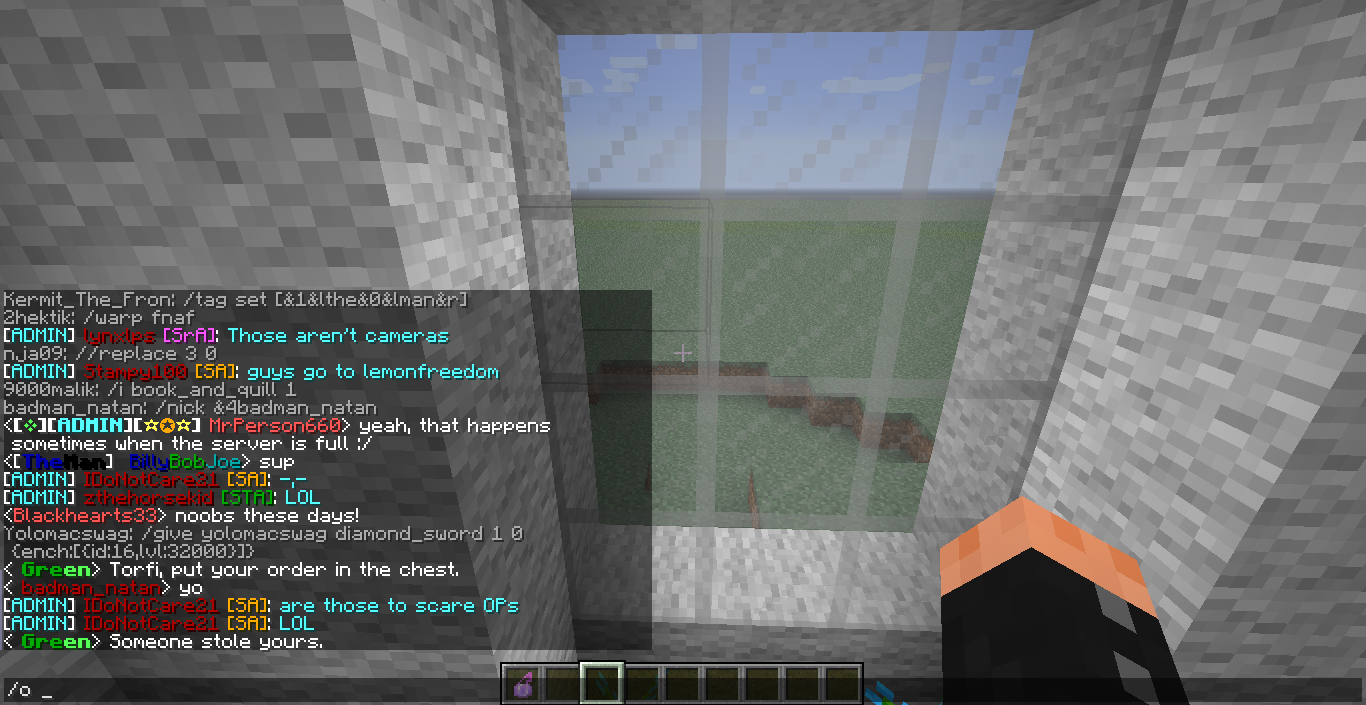 Kermit_The_Fron: /tag set [&1&lthe&0&lman&r]
2hektik: /warp fnaf
[ADMIN] lynxlps [SrA]: Those aren't cameras
nja09: //replace 3 0
[ADMIN] Stampy100 [SA]: guys go to lemonfreedom
9000malik: /i book_and_quill 1
badman_natan: /nick &4badman_natan
<[❖][ADMIN][☆✪☆] MrPerson660> yeah, that happens
sometimes when the server is full :/
<[TheMan] BillyBobJoe> sup
[ADMIN] IDoNotCare21 [SA]: -,-
[ADMIN] zthehorsekid [STA]: LOL
<Blackhearts33> noobs these days!
Yolomacswag: /give yolomacswag diamond_sword 1 0
{ench:[{id:16,lvl:32000}]}
< Green> Torfi, put your order in the chest.
< badman_natan> yo
[ADMIN] IDoNotCare21 [SA]: are those to scare OPs
[ADMIN] IDoNotCare21 [SA]: LOL
< Green> Someone stole yours.
/o _